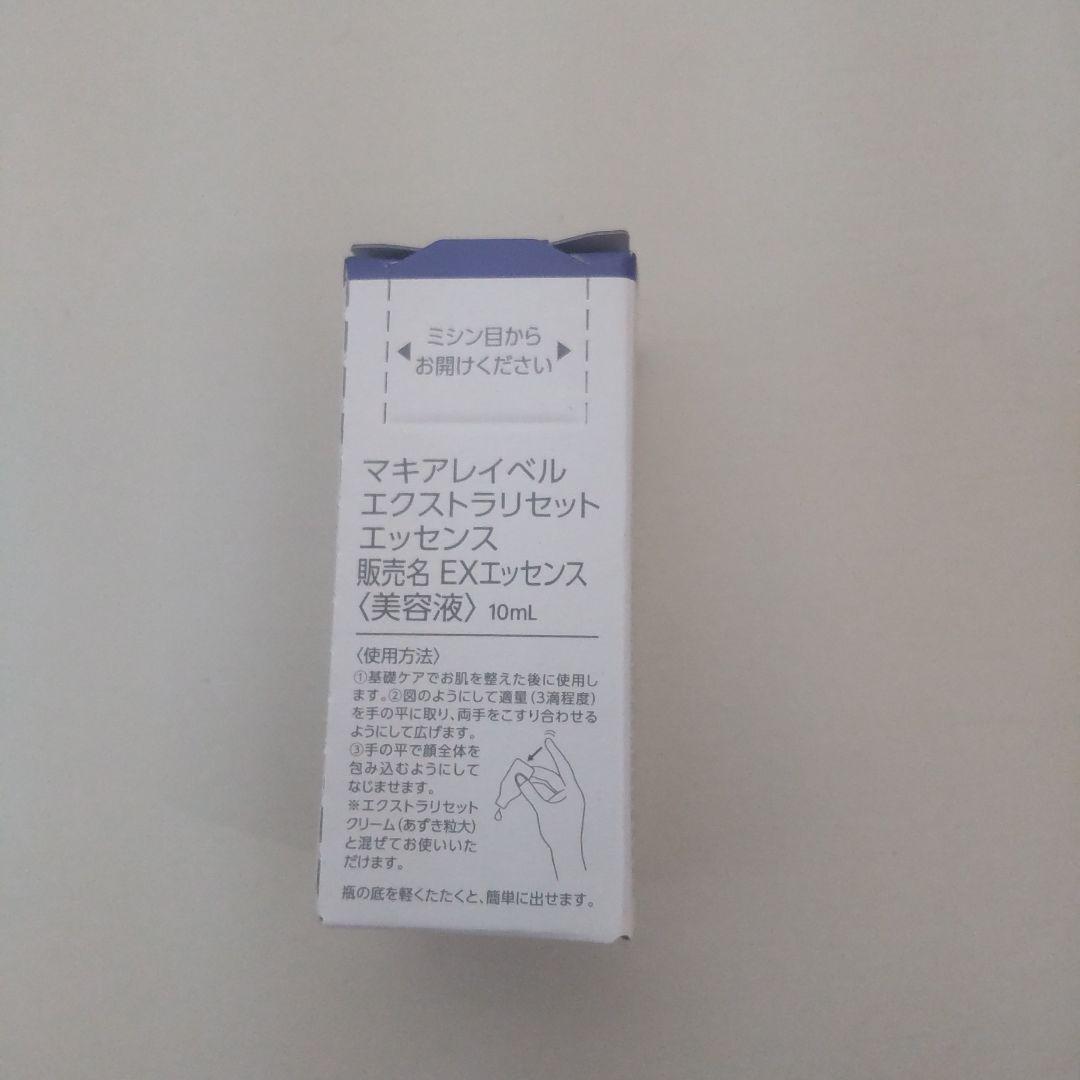 ミシン目から
お開けください
マキアレイベル
エクストラリセット
エッセンス
販売名 EXエッセンス
〈美容液〉 10mL
〈使用方法〉
①基礎ケアでお肌を整えた後に使用し
ます。②図のようにして適量(3滴程度)
を手の平に取り、両手をこすり合わせる
ようにして広げます。
③手の平で顔全体を
包み込むようにして
なじませます。
※エクストラリセット
クリーム(あずき粒大)
と混ぜてお使いいた
だけます。
瓶の底を軽くたたくと、簡単に出せます。